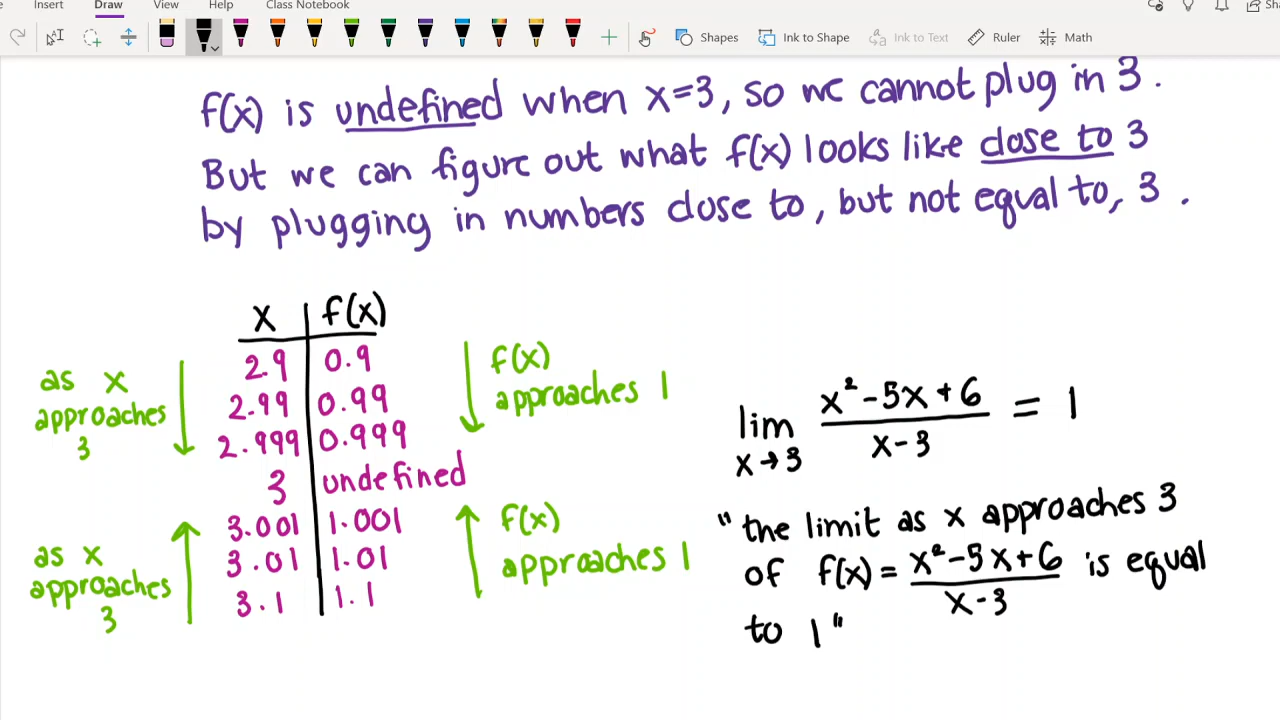 Insert Draw View Help Class Notebook
Shapes Ink to Shape Ink to Text Ruler Math
f(x) is undefined when x=3, so we cannot plug in 3.
But we can figure out what f(x) looks like close to 3
by plugging in numbers close to, but not equal to, 3.
x f(x)
2.9 0.9
2.99 0.99
2.999 0.999
3 undefined
3.001 1.001
3.01 1.01
3.1 1.1
as x
approaches
3
f(x)
approaches 1
as x
approaches
3
f(x)
approaches 1
lim x→3 (x²-5x+6)/(x-3) = 1
"the limit as x approaches 3
of f(x) = (x²-5x+6)/(x-3) is equal
to 1"